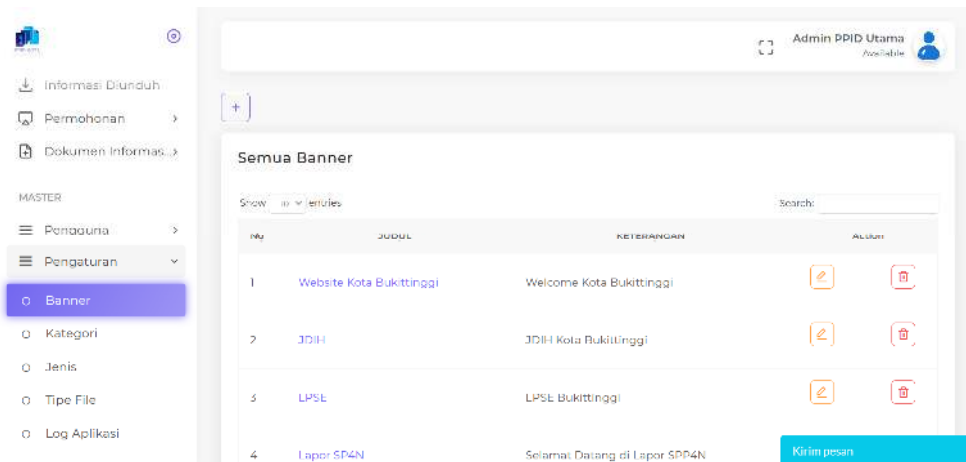 Admin PPID Utama
Available
Informasi Diunduh
Permohonan
Dokumen Informas...
MASTER
Pengguna
Pengaturan
Banner
Kategori
Jenis
Tipe File
Log Aplikasi
+
Semua Banner
Show 10 entries
Search:
No JUDUL KETERANGAN Action
1 Website Kota Bukittinggi Welcome Kota Bukittinggi
2 JDIH JDIH Kota Bukittinggi
3 LPSE LPSE Bukittinggi
4 Lapor SP4N Selamat Datang di Lapor SPP4N
Kirim pesan